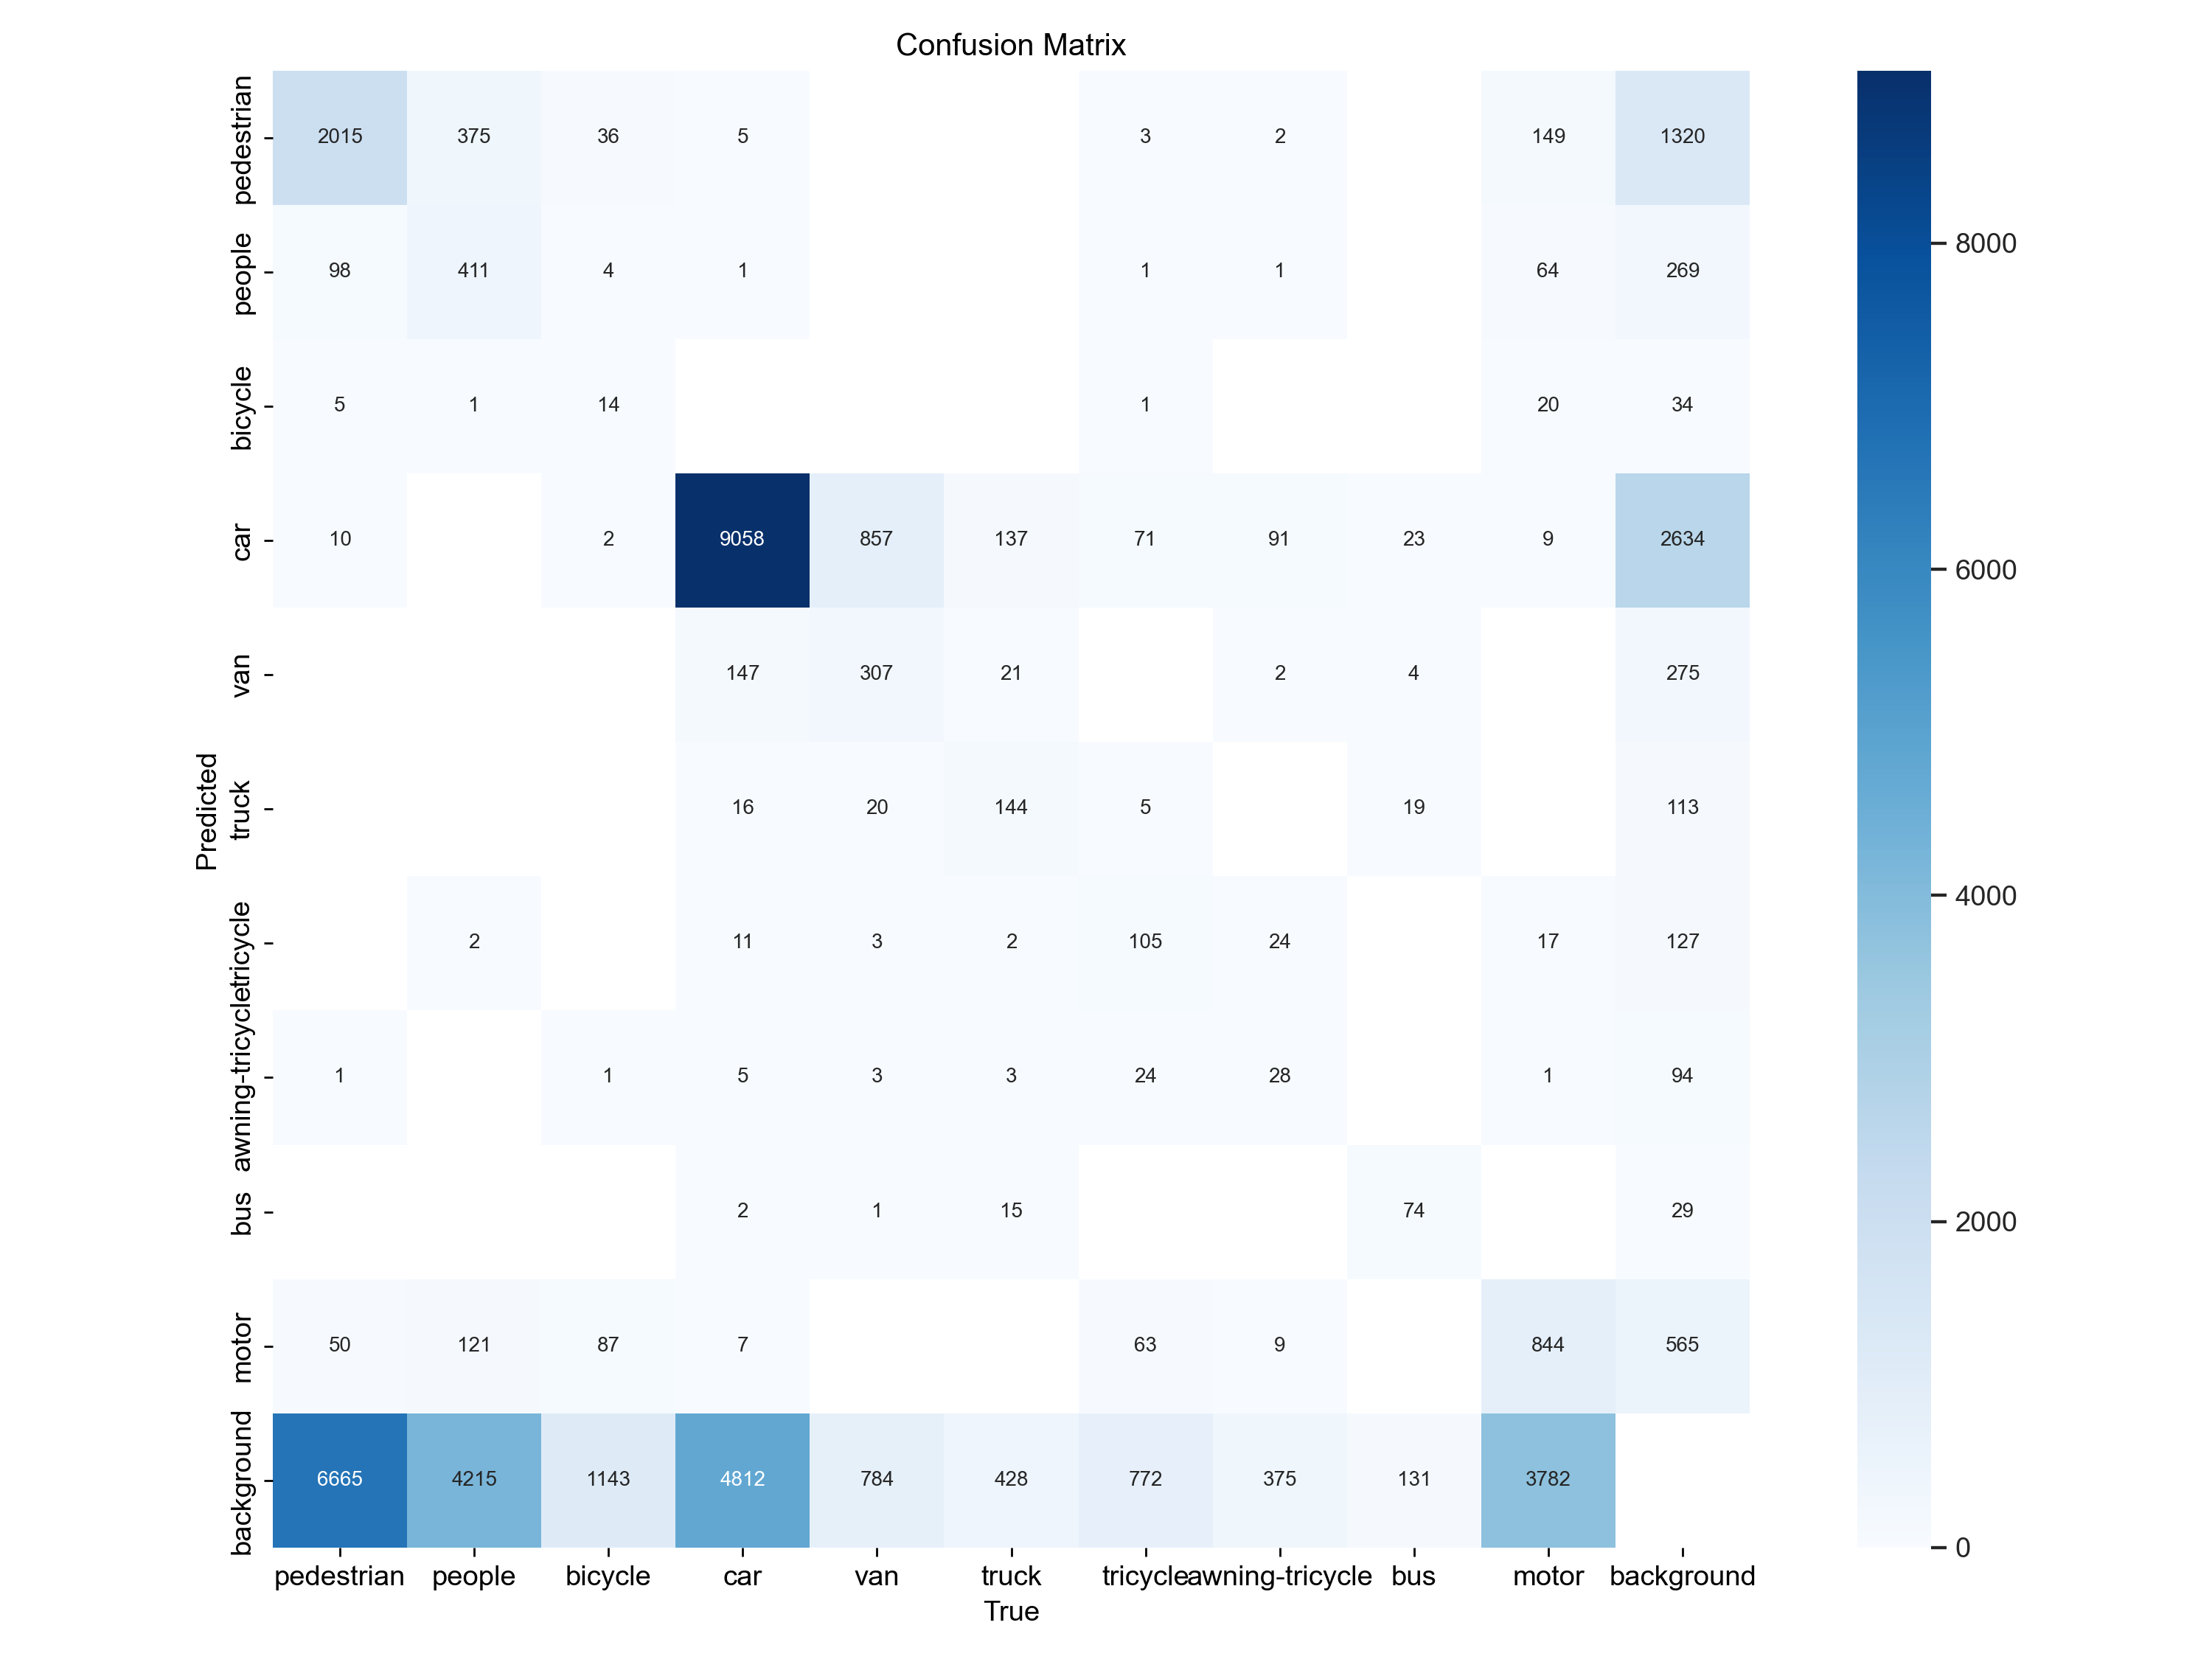 Confusion Matrix
pedestrian 2015 375 36 5 3 2 149 1320
people 98 411 4 1 1 1 64 269
bicycle 5 1 14 1 20 34
car 10 2 9058 857 137 71 91 23 9 2634
van 147 307 21 2 4 275
truck 16 20 144 5 19 113
tricycle 2 11 3 2 105 24 17 127
awning-tricycle 1 1 5 3 3 24 28 1 94
bus 2 1 15 74 29
motor 50 121 87 7 63 9 844 565
background 6665 4215 1143 4812 784 428 772 375 131 3782
pedestrian people bicycle car van truck tricycle awning-tricycle bus motor background
True
Predicted
8000
6000
4000
2000
0